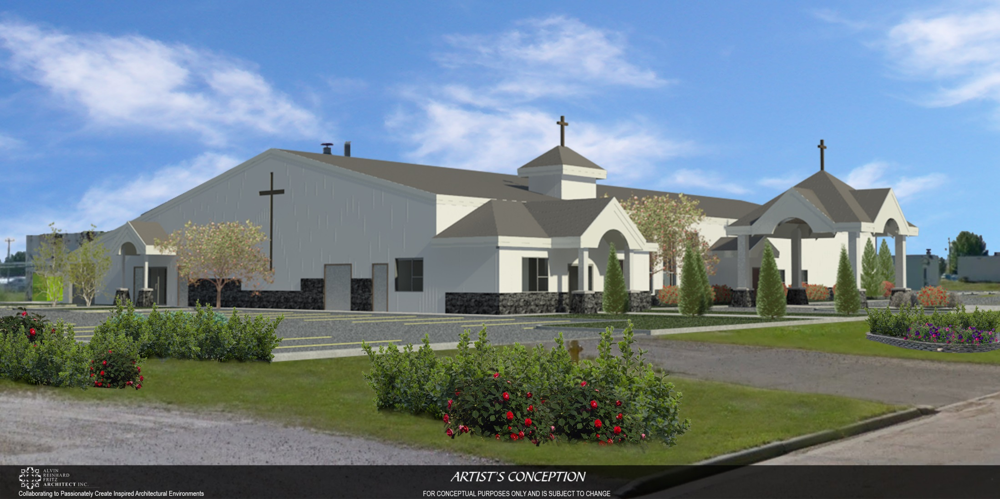 ALVIN
REINHARD
FRITZ
ARCHITECT INC.
Collaborating to Passionately Create Inspired Architectural Environments
ARTIST'S CONCEPTION
FOR CONCEPTUAL PURPOSES ONLY AND IS SUBJECT TO CHANGE